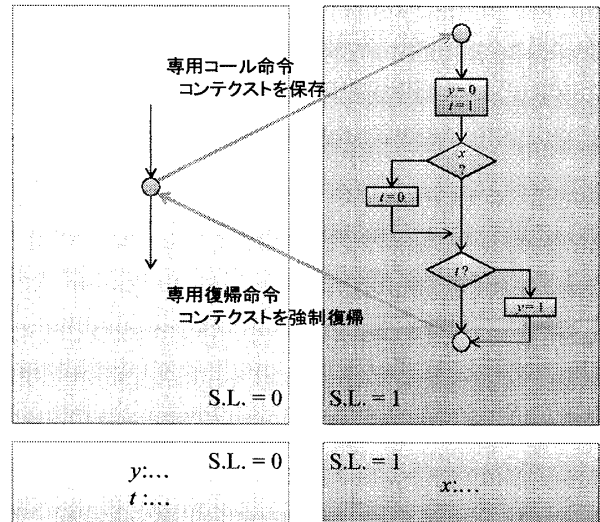 専用コール命令
コンテクストを保存
y = 0
t = 1
x
?
t = 0
t?
y = 1
専用復帰命令
コンテクストを強制復帰
S.L. = 0
S.L. = 1
S.L. = 0
y:...
t:...
S.L. = 1
x:...